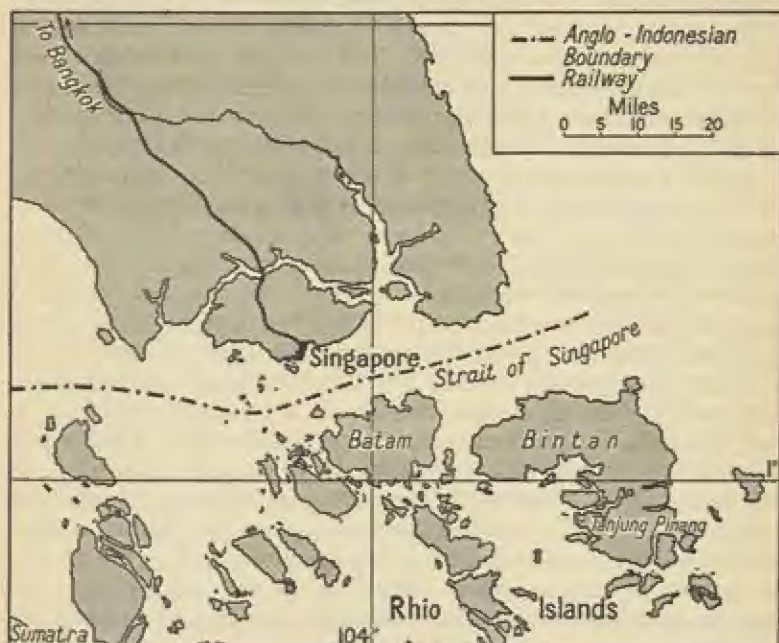 Anglo-Indonesian
Boundary
Railway
Miles
0 5 10 15 20
To Bangkok
Singapore
Strait of Singapore
Batam
Bintan
1°
Tanjung Pinang
Rhio Islands
Sumatra
104°